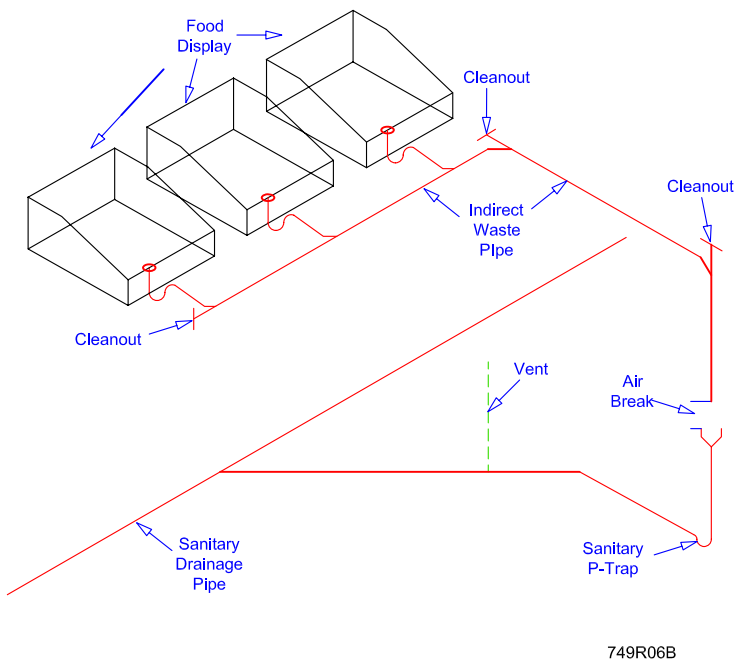 Food
Display
Cleanout
Cleanout
Indirect
Waste
PIpe
Cleanout
Vent
Air
Break
Sanitary
Drainage
Pipe
Sanitary
P-Trap
749R06B